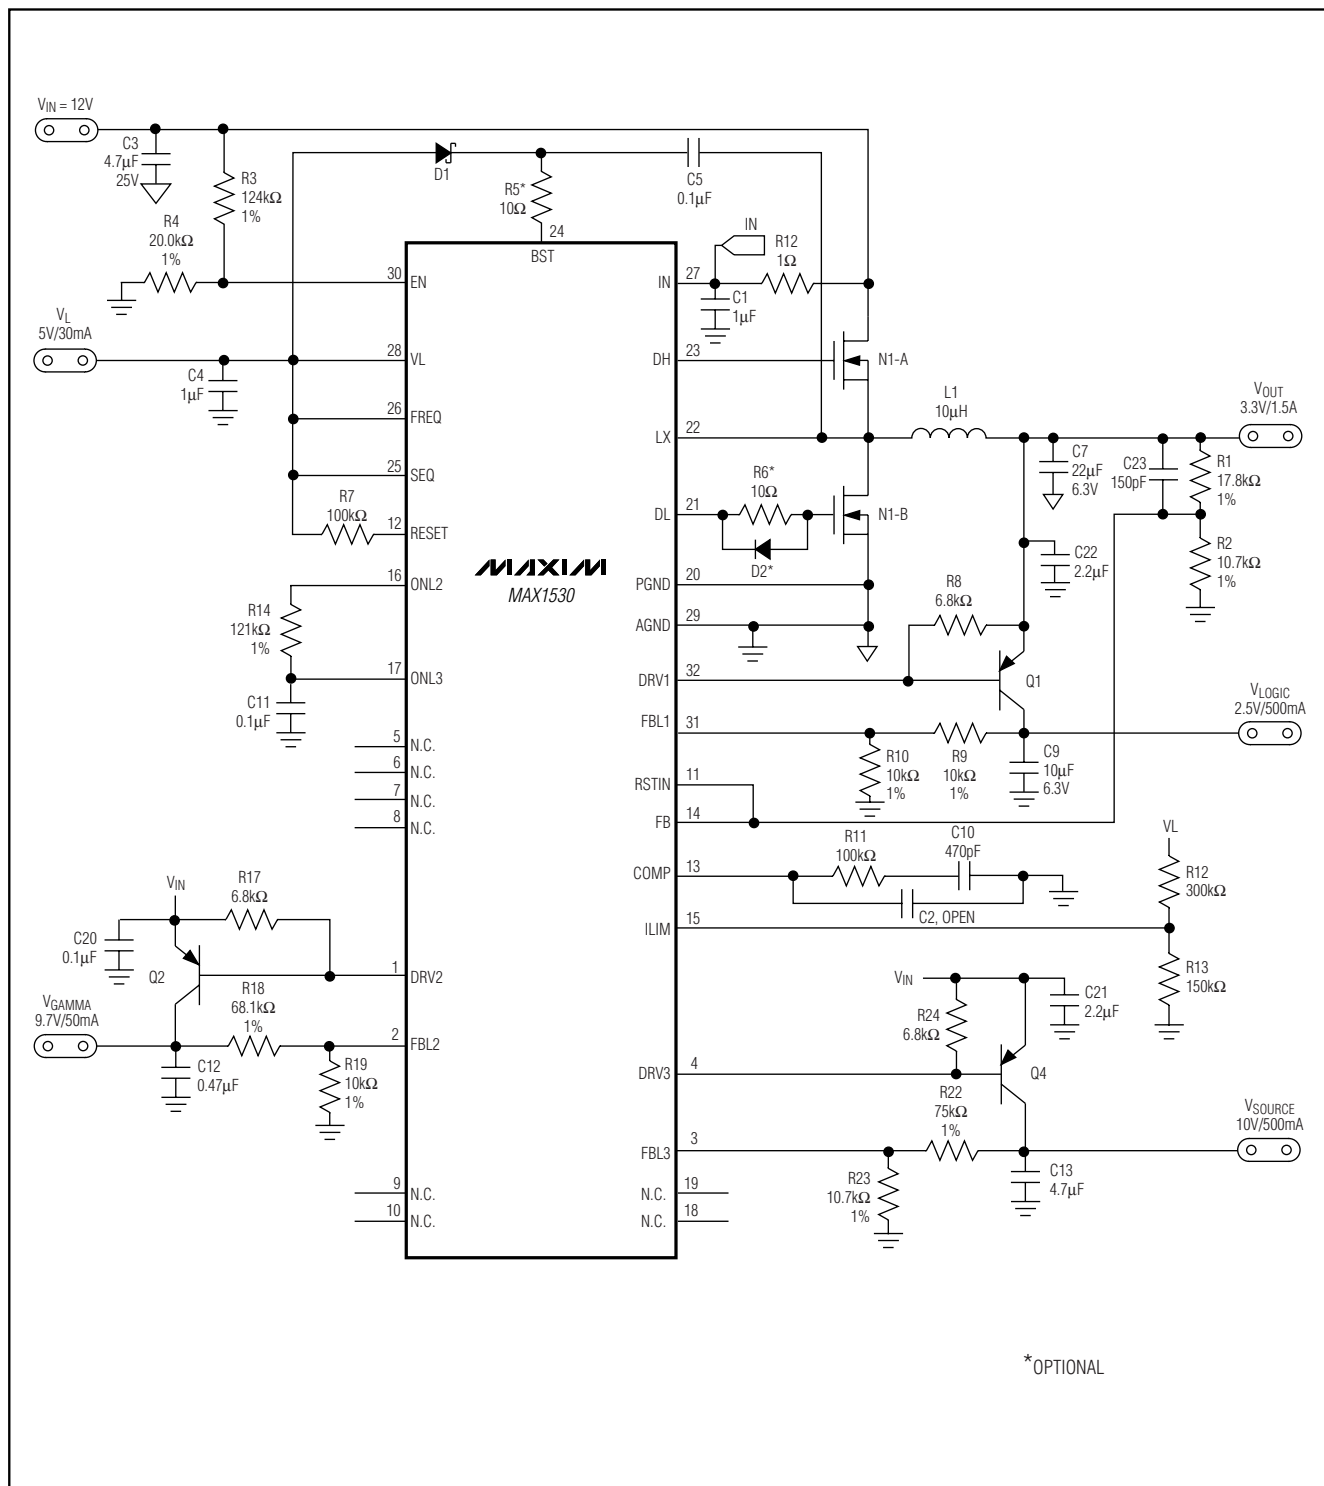 VIN = 12V
C3
4.7µF
25V
R3
124kΩ
1%
R4
20.0kΩ
1%
D1
R5*
10Ω
C5
0.1µF
24
BST
30
EN
VL
5V/30mA
28
VL
C4
1µF
26
FREQ
25
SEQ
R7
100kΩ
12
RESET
16
ONL2
R14
121kΩ
1%
17
ONL3
C11
0.1µF
5
N.C.
6
N.C.
7
N.C.
8
N.C.
MAXIM
MAX1530
IN
R12
1Ω
IN
27
C1
1µF
DH
23
N1-A
LX
22
L1
10µH
VOUT
3.3V/1.5A
C7
22µF
6.3V
C23
150pF
R1
17.8kΩ
1%
R6*
10Ω
DL
21
N1-B
D2*
R2
10.7kΩ
1%
C22
2.2µF
PGND
20
R8
6.8kΩ
AGND
29
DRV1
32
Q1
FBL1
31
VLOGIC
2.5V/500mA
R10
10kΩ
1%
R9
10kΩ
1%
C9
10µF
6.3V
RSTIN
11
FB
14
COMP
13
R11
100kΩ
C10
470pF
C2, OPEN
VL
R12
300kΩ
ILIM
15
R13
150kΩ
VIN
R17
6.8kΩ
C20
0.1µF
Q2
1
DRV2
VGAMMA
9.7V/50mA
R18
68.1kΩ
1%
2
FBL2
C12
0.47µF
R19
10kΩ
1%
VIN
R24
6.8kΩ
C21
2.2µF
DRV3
4
Q4
R22
75kΩ
1%
VSOURCE
10V/500mA
FBL3
3
R23
10.7kΩ
1%
C13
4.7µF
9
N.C.
10
N.C.
19
N.C.
18
N.C.
*OPTIONAL